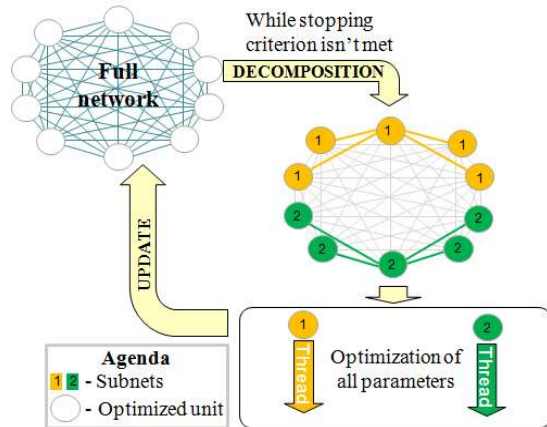 While stopping
criterion isn't met
Full
network
DECOMPOSITION
1
1
1
1
1
2
2
2
2
2
UPDATE
1
2
Thread
Optimization of
all parameters
Thread
Agenda
1 2 - Subnets
- Optimized unit